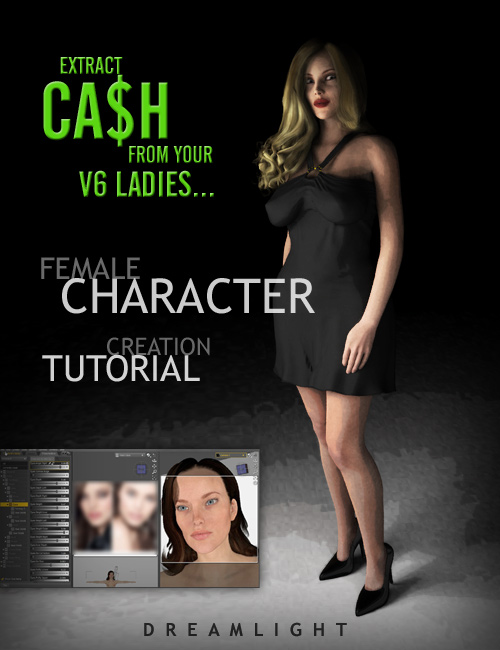 EXTRACT
CA$H
FROM YOUR
V6 LADIES...
FEMALE
CHARACTER
CREATION
TUTORIAL
DREAMLIGHT